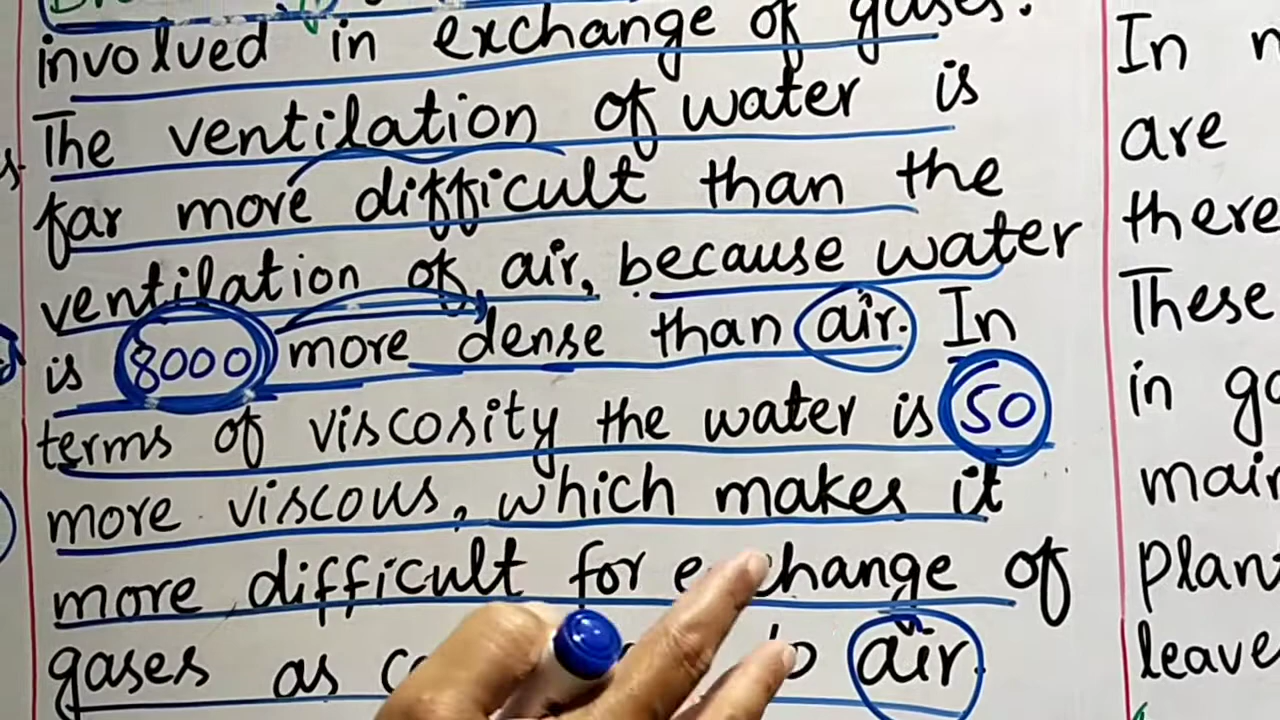 involved in exchange of gases.
The ventilation of water is
far more difficult than the
ventilation of air, because water
is 8000 more dense than air. In
terms of viscosity the water is 50
more viscous, which makes it
more difficult for exchange of
gases as to air.
In
are
there
These
in
plant
leave